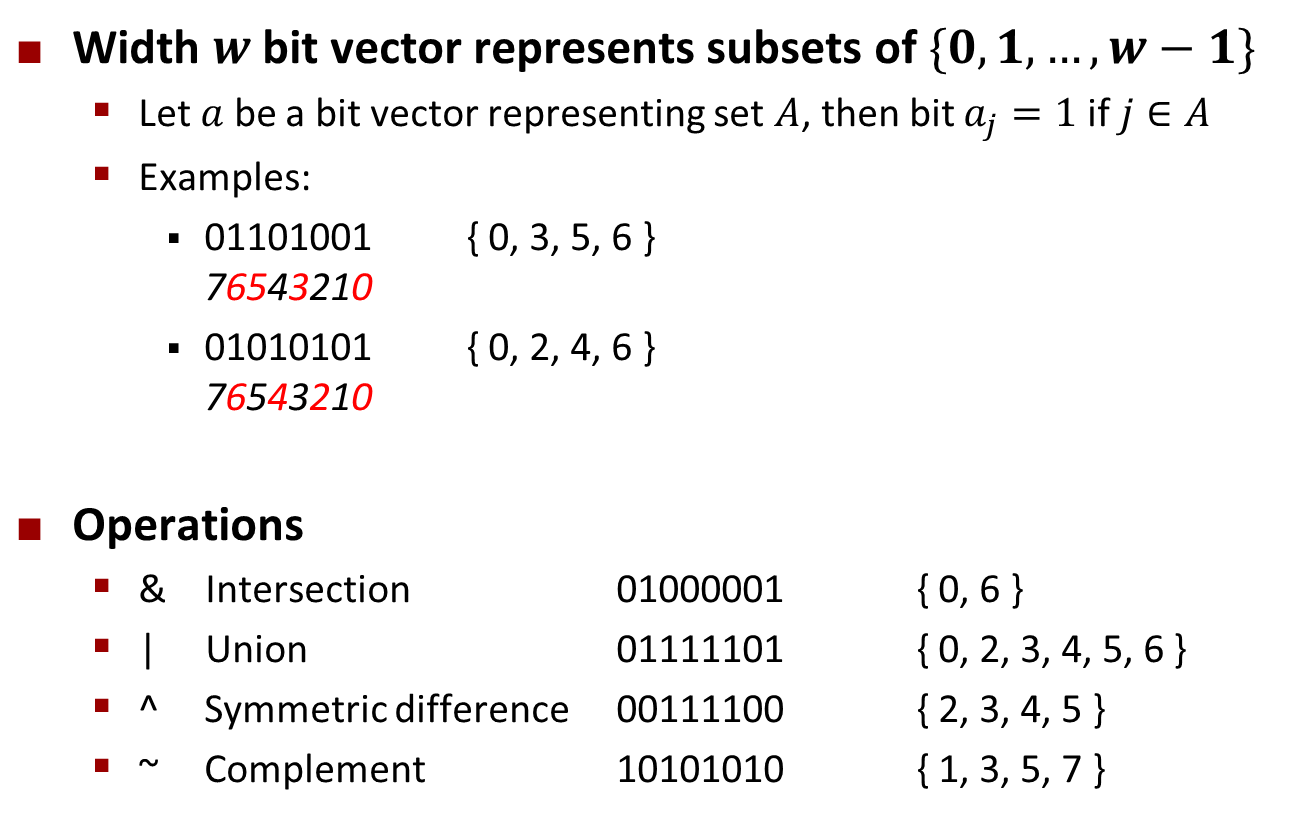 Width w bit vector represents subsets of {0, 1, …, w − 1}
Let a be a bit vector representing set A, then bit aⱼ = 1 if j ∈ A
Examples:
01101001 { 0, 3, 5, 6 }
76543210
01010101 { 0, 2, 4, 6 }
76543210
Operations
& Intersection 01000001 { 0, 6 }
| Union 01111101 { 0, 2, 3, 4, 5, 6 }
^ Symmetric difference 00111100 { 2, 3, 4, 5 }
~ Complement 10101010 { 1, 3, 5, 7 }